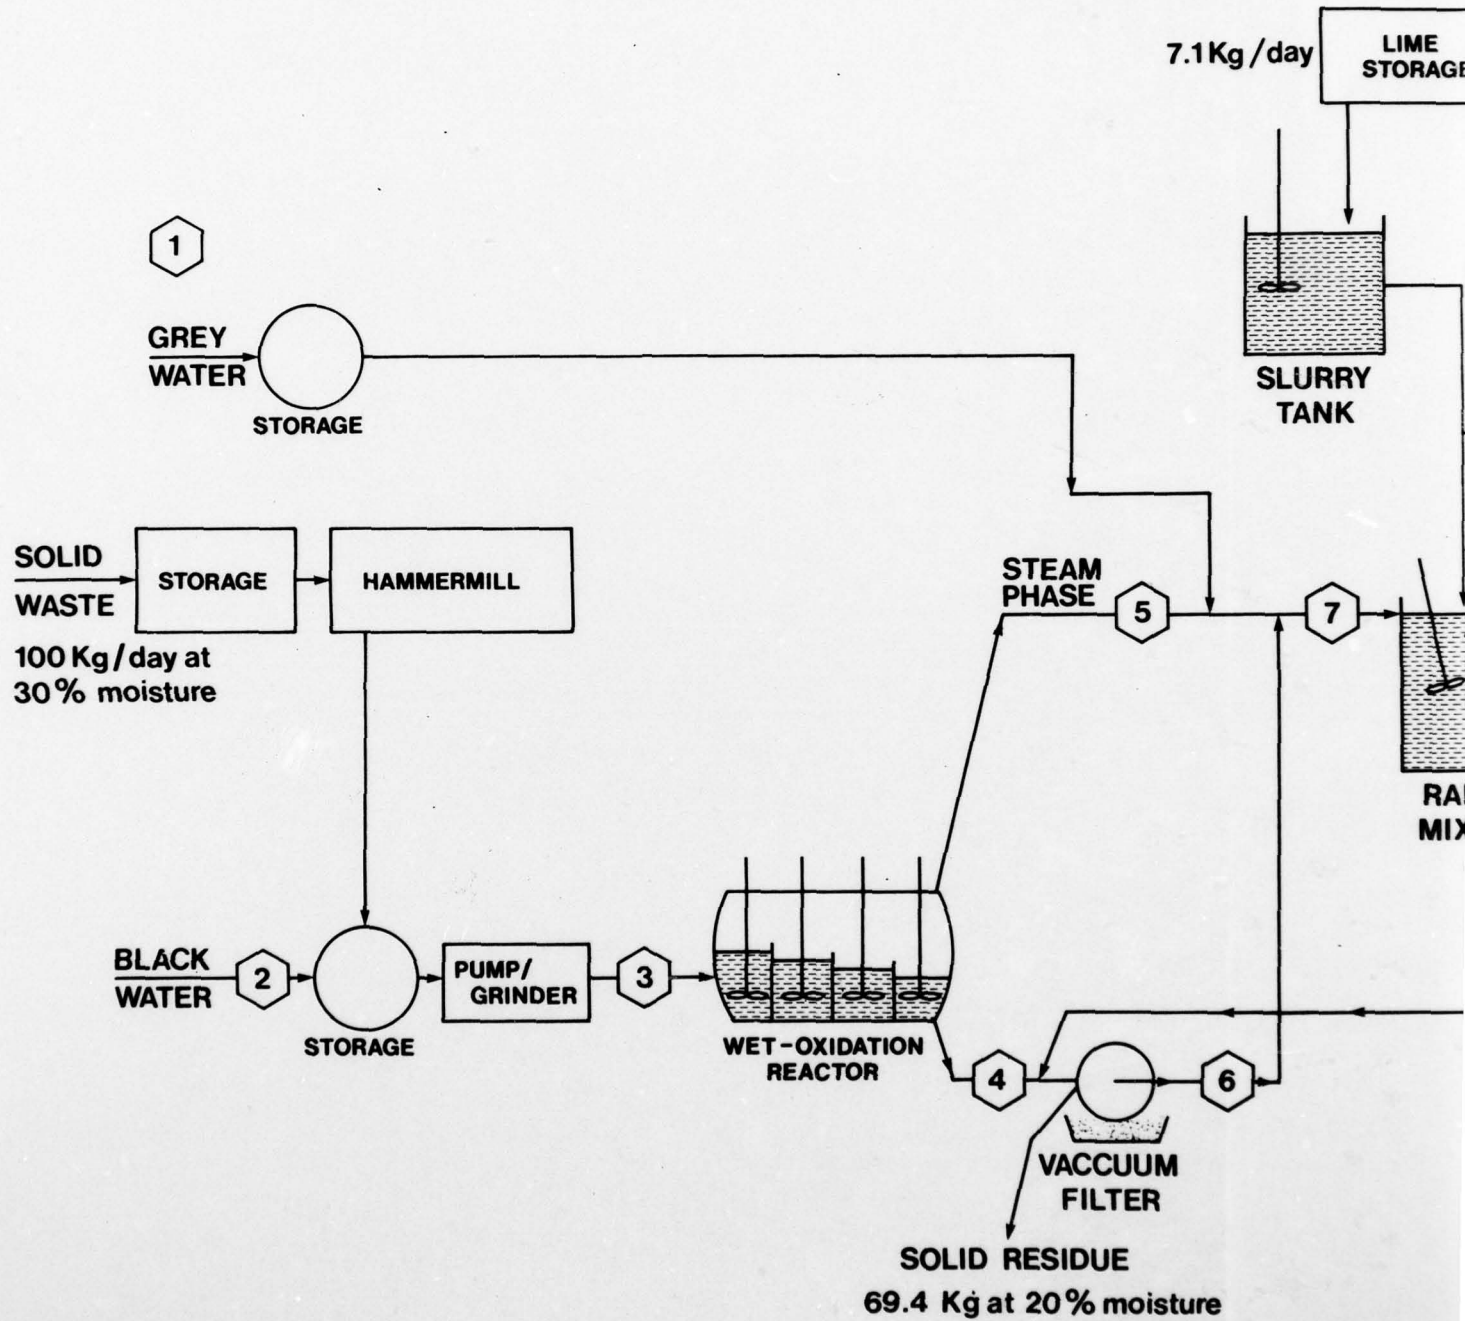 7.1Kg/day
LIME
STORAGE
1
GREY
WATER
STORAGE
SLURRY
TANK
SOLID
WASTE
STORAGE
HAMMERMILL
100 Kg/day at
30% moisture
STEAM
PHASE
5
7
BLACK
WATER
2
STORAGE
PUMP/
GRINDER
3
WET-OXIDATION
REACTOR
4
6
VACCUUM
FILTER
SOLID RESIDUE
69.4 Kg at 20% moisture